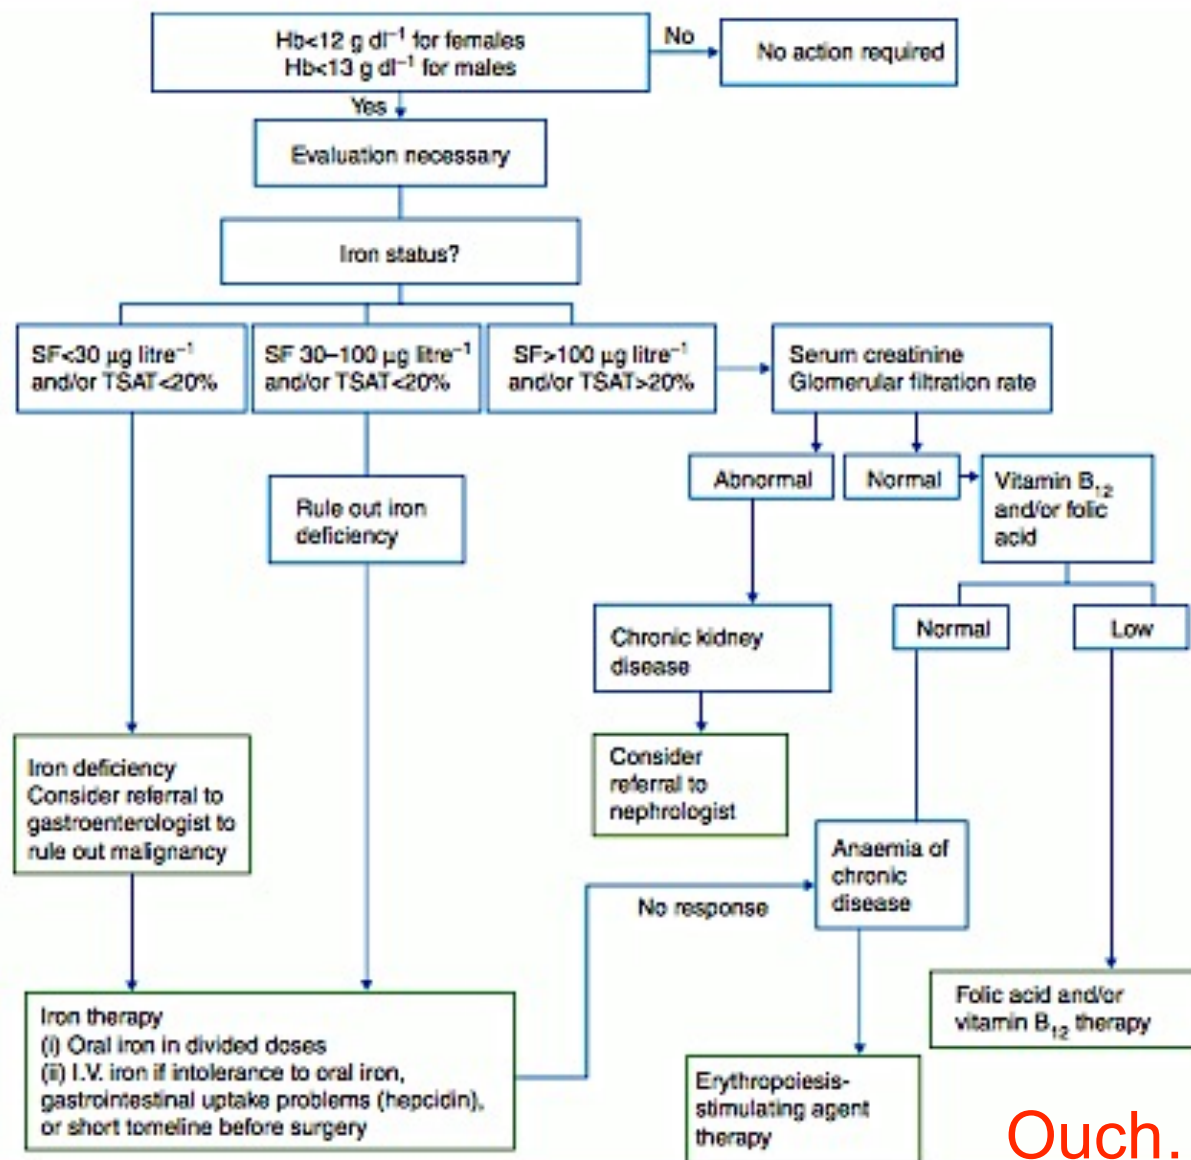 Hb<12 g dl⁻¹ for females
Hb<13 g dl⁻¹ for males
No
No action required
Yes
Evaluation necessary
Iron status?
SF<30 µg litre⁻¹
and/or TSAT<20%
SF 30–100 µg litre⁻¹
and/or TSAT<20%
SF>100 µg litre⁻¹
and/or TSAT>20%
Serum creatinine
Glomerular filtration rate
Abnormal
Normal
Vitamin B₁₂
and/or folic
acid
Rule out iron
deficiency
Normal
Low
Chronic kidney
disease
Iron deficiency
Consider referral to
gastroenterologist to
rule out malignancy
Consider
referral to
nephrologist
Anaemia of
chronic
disease
No response
Folic acid and/or
vitamin B₁₂ therapy
Iron therapy
(i) Oral iron in divided doses
(ii) I.V. iron if intolerance to oral iron,
gastrointestinal uptake problems (hepcidin),
or short tomeline before surgery
Erythropoiesis-
stimulating agent
therapy
Ouch.